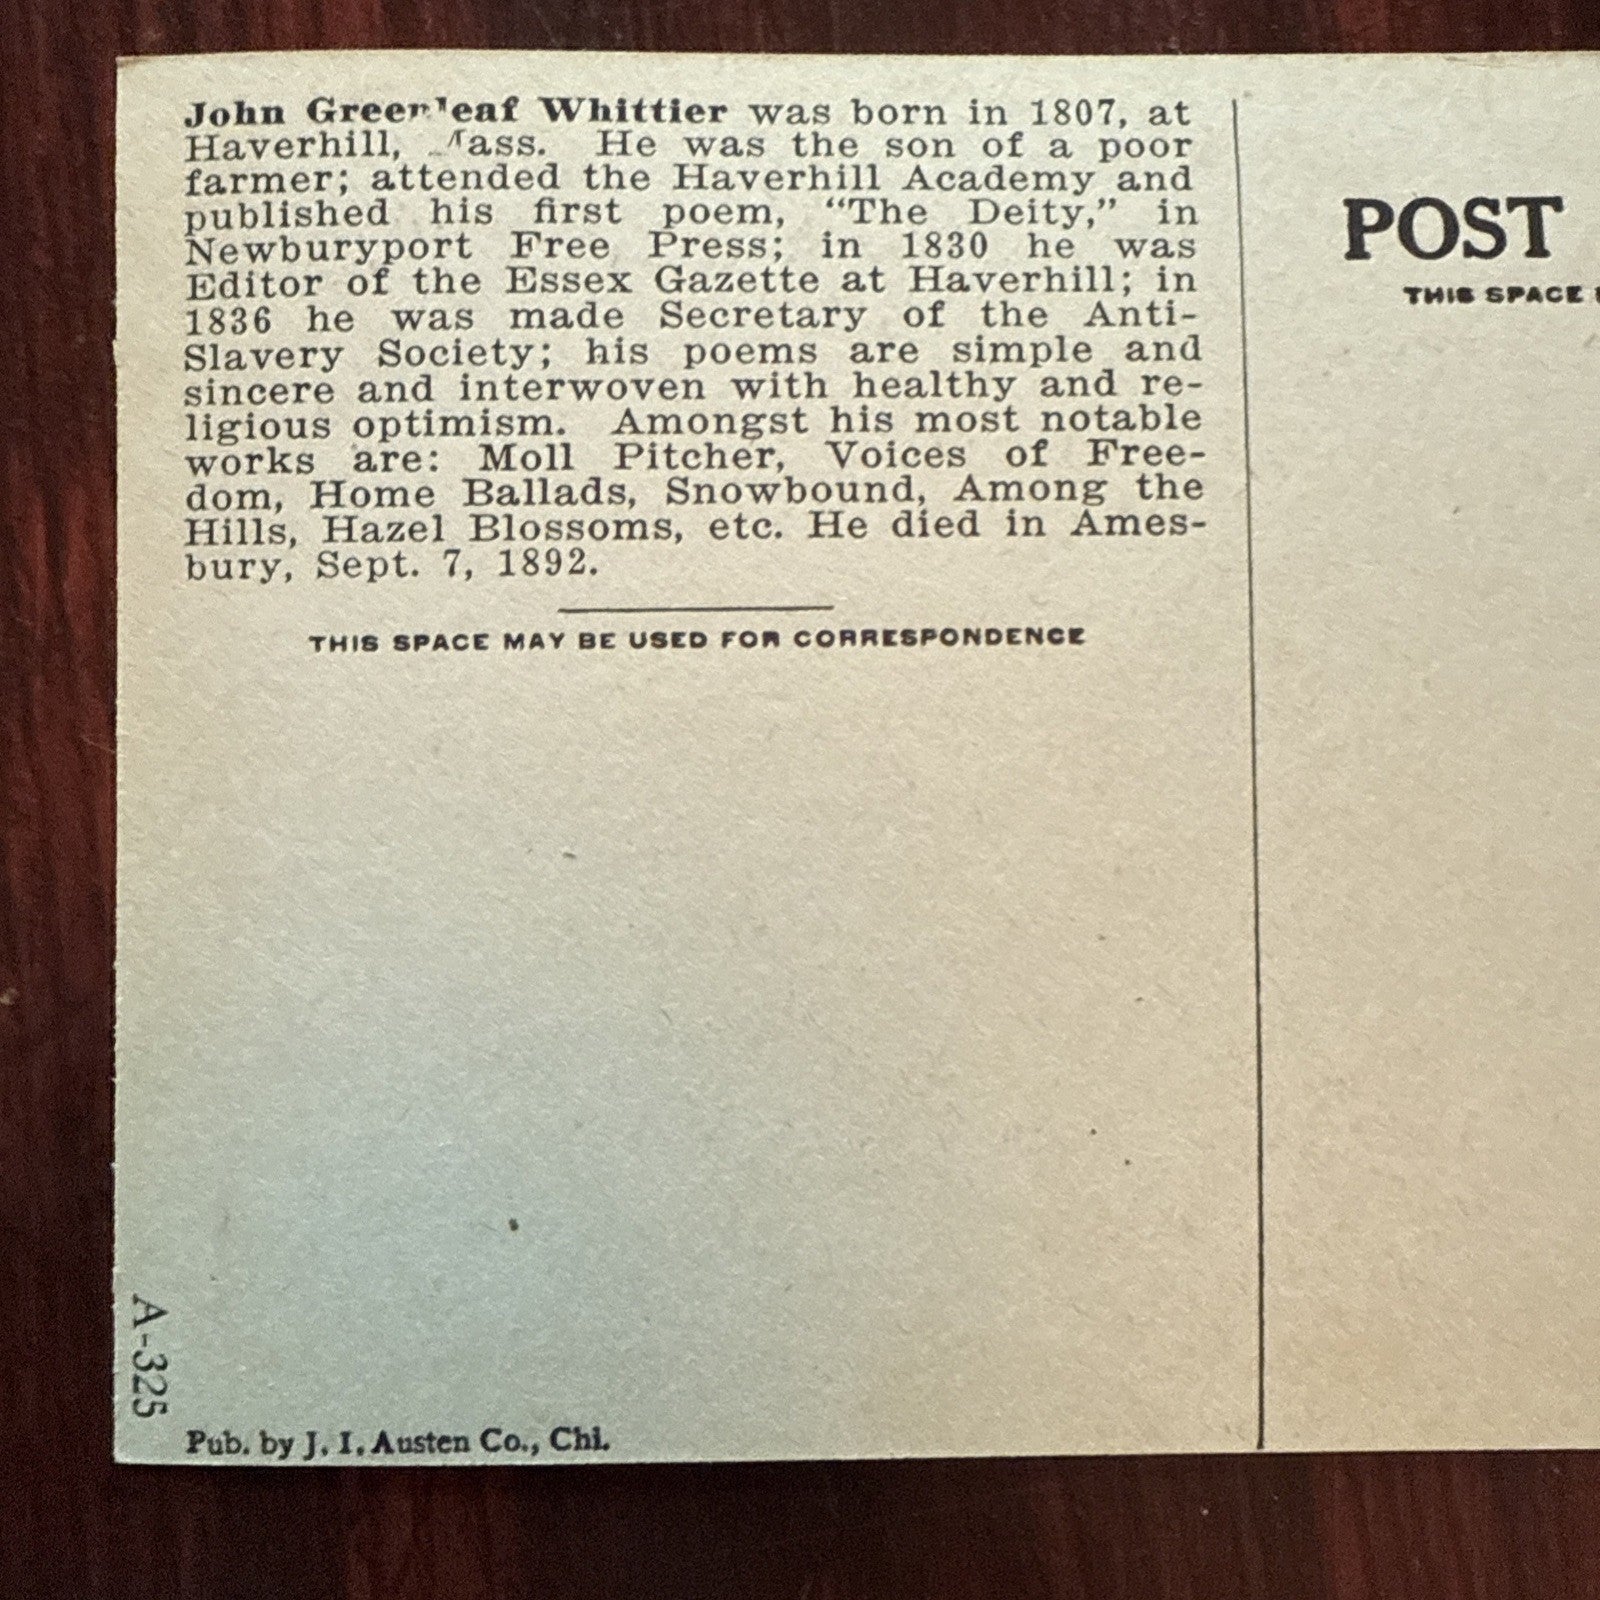 John Greenleaf Whittier was born in 1807, at
Haverhill, Mass. He was the son of a poor
farmer; attended the Haverhill Academy and
published his first poem, “The Deity,” in
Newburyport Free Press; in 1830 he was
Editor of the Essex Gazette at Haverhill; in
1836 he was made Secretary of the Anti-
Slavery Society; his poems are simple and
sincere and interwoven with healthy and re-
ligious optimism. Amongst his most notable
works are: Moll Pitcher, Voices of Free-
dom, Home Ballads, Snowbound, Among the
Hills, Hazel Blossoms, etc. He died in Ames-
bury, Sept. 7, 1892.
THIS SPACE MAY BE USED FOR CORRESPONDENCE
A-325
Pub. by J. I. Austen Co., Chi.
POST
THIS SPACE